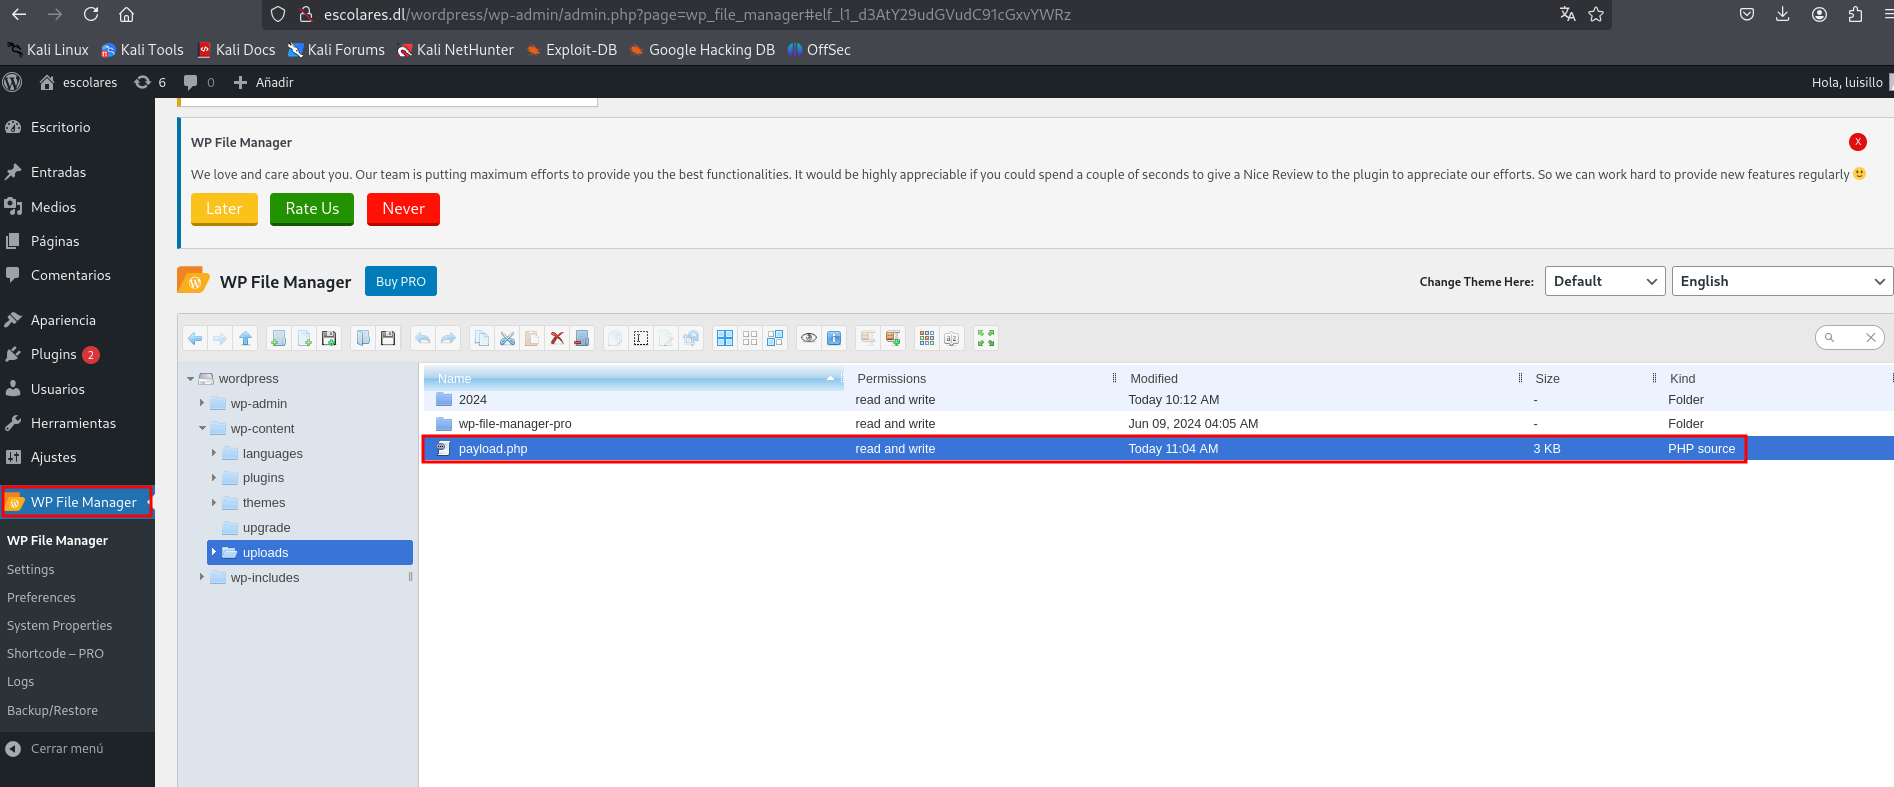 escolares.dl/wordpress/wp-admin/admin.php?page=wp_file_manager#elf_l1_d3AtY29udGVudC91cGxvYWRz
Kali Linux Kali Tools Kali Docs Kali Forums Kali NetHunter Exploit-DB Google Hacking DB OffSec
escolares 6 0 Añadir Hola, luisillo
Escritorio
Entradas
Medios
Páginas
Comentarios
Apariencia
Plugins 2
Usuarios
Herramientas
Ajustes
WP File Manager
WP File Manager
Settings
Preferences
System Properties
Shortcode – PRO
Logs
Backup/Restore
Cerrar menú
WP File Manager
X
We love and care about you. Our team is putting maximum efforts to provide you the best functionalities. It would be highly appreciable if you could spend a couple of seconds to give a Nice Review to the plugin to appreciate our efforts. So we can work hard to provide new features regularly 🙂
Later Rate Us Never
WP File Manager Buy PRO Change Theme Here: Default English
wordpress
wp-admin
wp-content
languages
plugins
themes
upgrade
uploads
wp-includes
Name Permissions Modified Size Kind
2024 read and write Today 10:12 AM - Folder
wp-file-manager-pro read and write Jun 09, 2024 04:05 AM - Folder
payload.php read and write Today 11:04 AM 3 KB PHP source